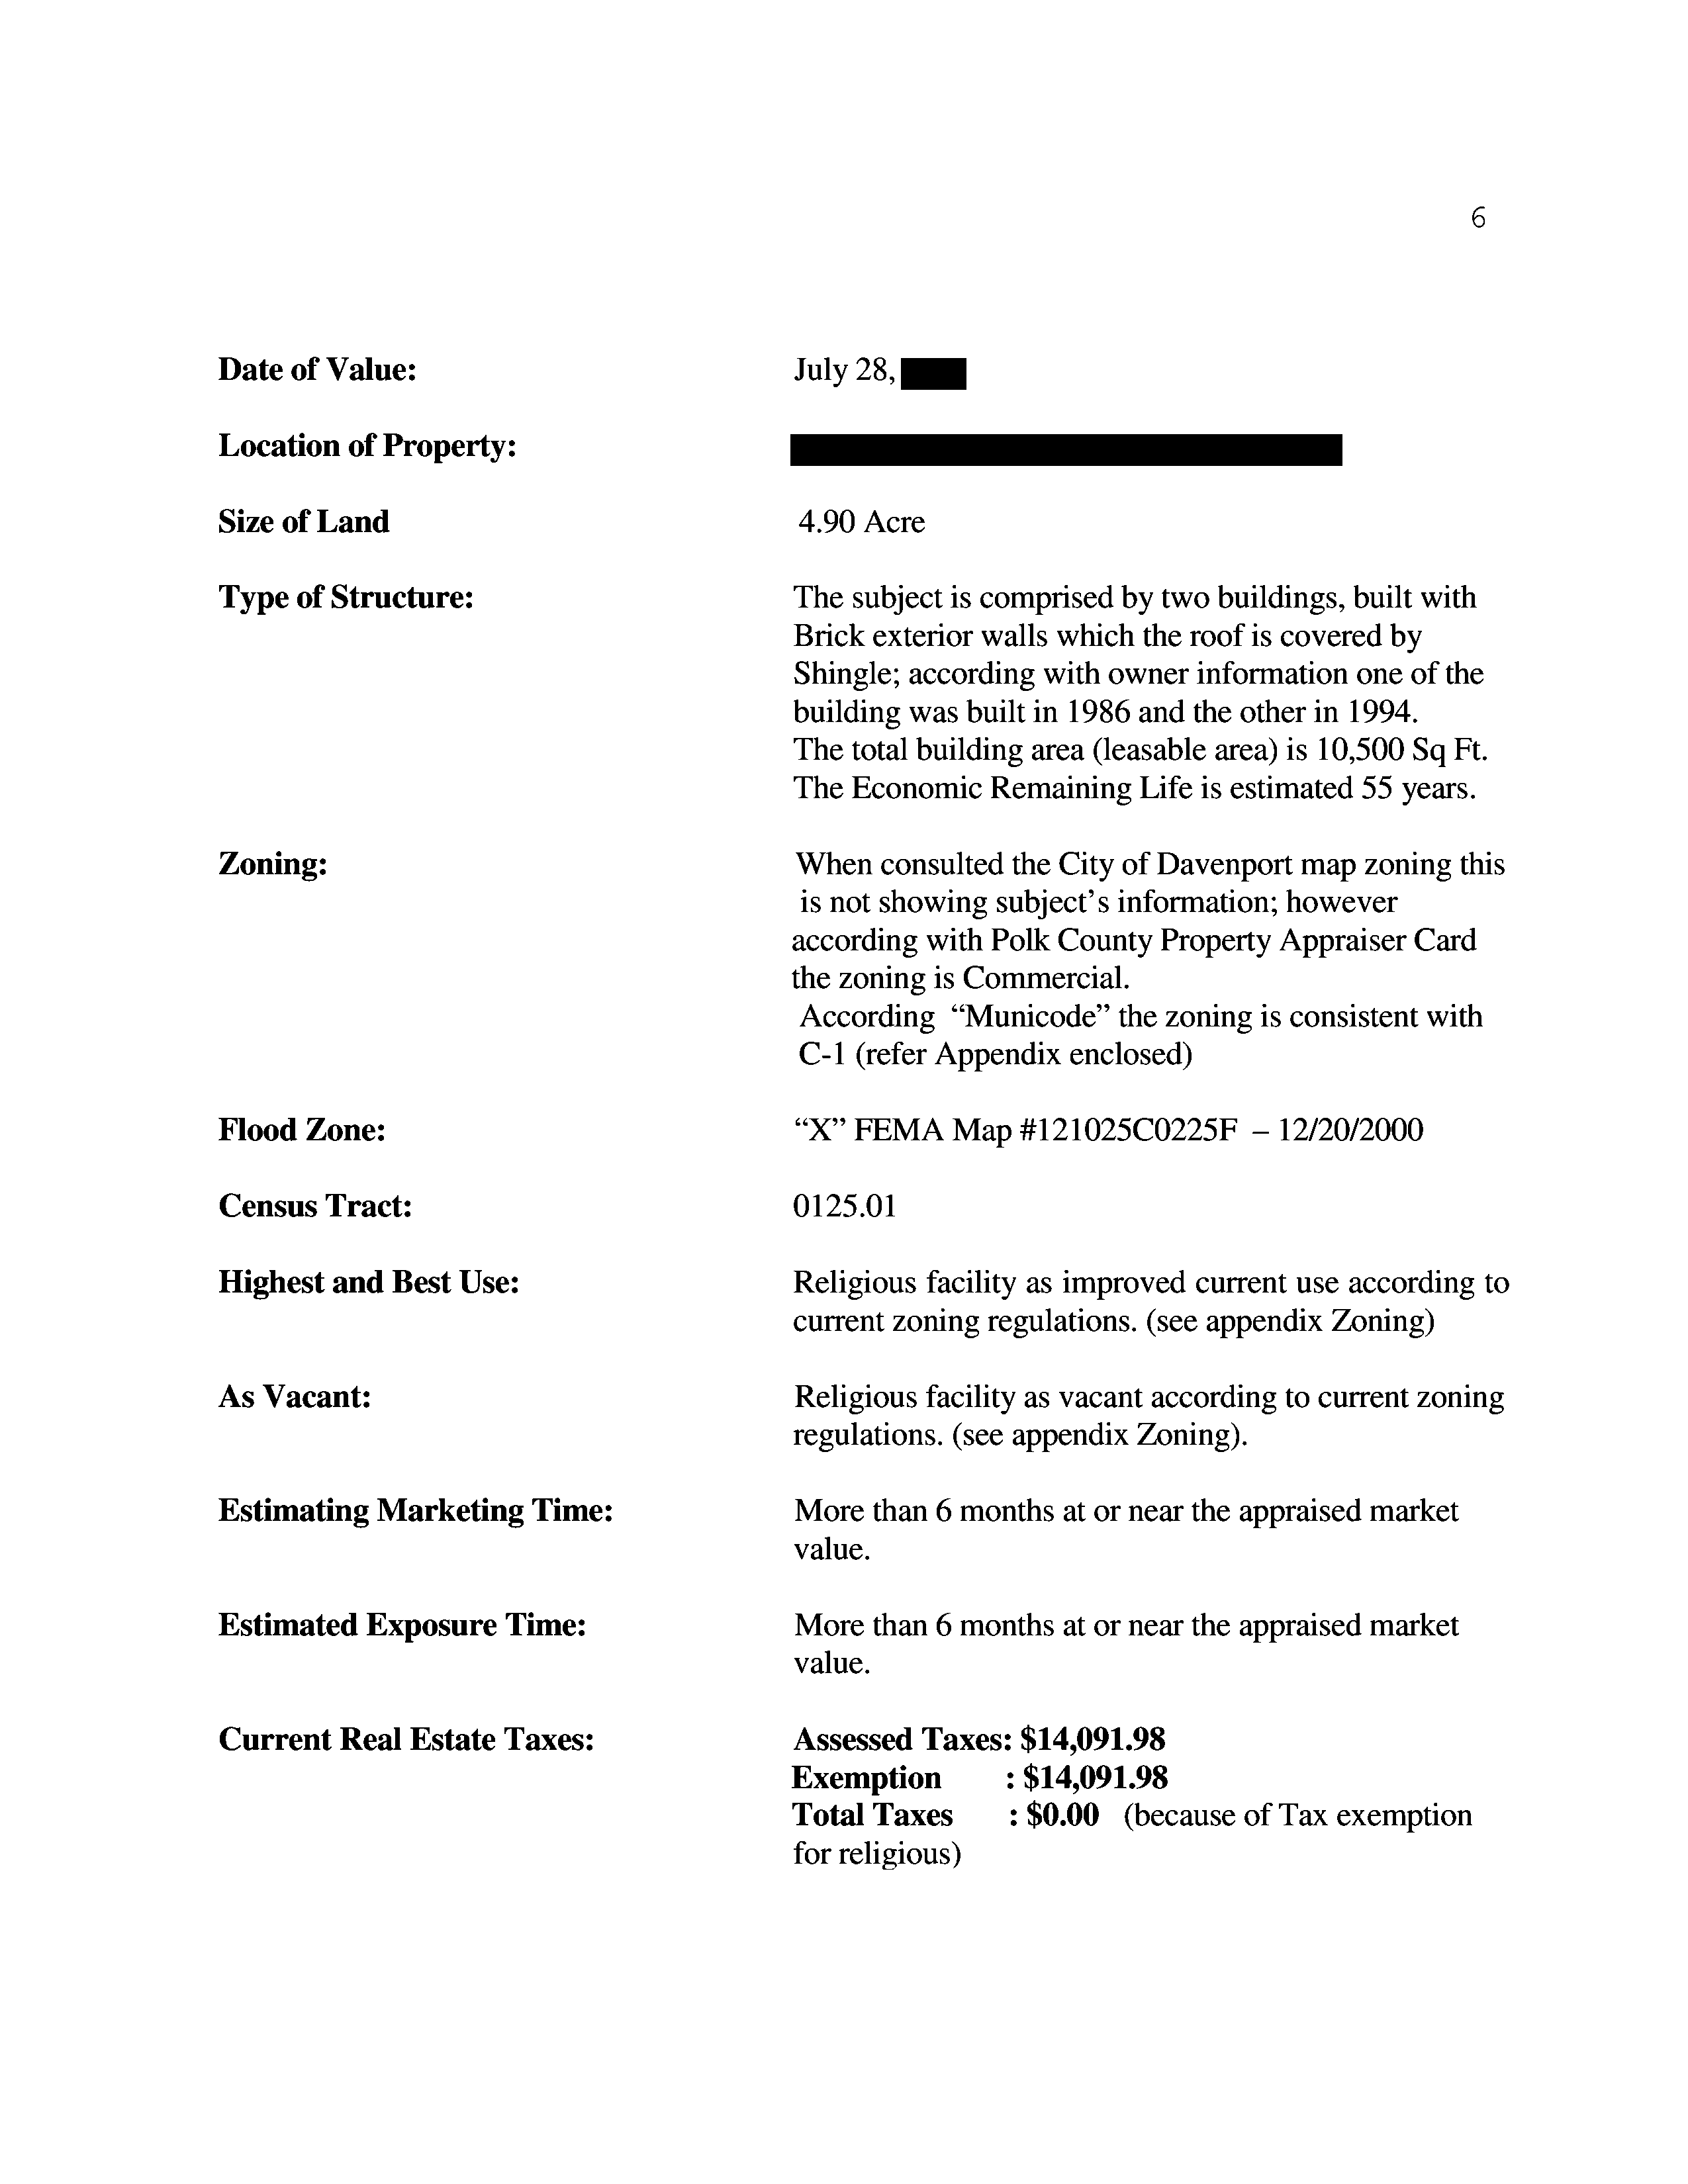 6
Date of Value: July 28,
Location of Property:
Size of Land 4.90 Acre
Type of Structure: The subject is comprised by two buildings, built with
Brick exterior walls which the roof is covered by
Shingle; according with owner information one of the
building was built in 1986 and the other in 1994.
The total building area (leasable area) is 10,500 Sq Ft.
The Economic Remaining Life is estimated 55 years.
Zoning: When consulted the City of Davenport map zoning this
is not showing subject's information; however
according with Polk County Property Appraiser Card
the zoning is Commercial.
According “Municode” the zoning is consistent with
C-1 (refer Appendix enclosed)
Flood Zone: “X” FEMA Map #121025C0225F – 12/20/2000
Census Tract: 0125.01
Highest and Best Use: Religious facility as improved current use according to
current zoning regulations. (see appendix Zoning)
As Vacant: Religious facility as vacant according to current zoning
regulations. (see appendix Zoning).
Estimating Marketing Time: More than 6 months at or near the appraised market
value.
Estimated Exposure Time: More than 6 months at or near the appraised market
value.
Current Real Estate Taxes: Assessed Taxes: $14,091.98
Exemption : $14,091.98
Total Taxes : $0.00 (because of Tax exemption
for religious)